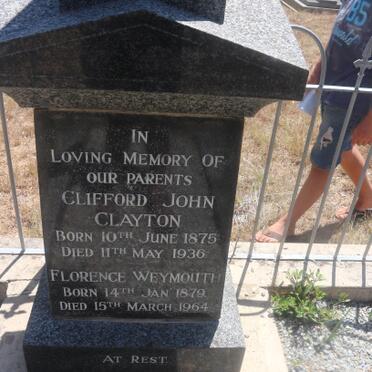 IN
LOVING MEMORY OF
OUR PARENTS
CLIFFORD JOHN
CLAYTON
BORN 10TH JUNE 1875
DIED 11TH MAY 1936
FLORENCE WEYMOUTH
BORN 14TH JAN 1879
DIED 15TH MARCH 1964
AT REST